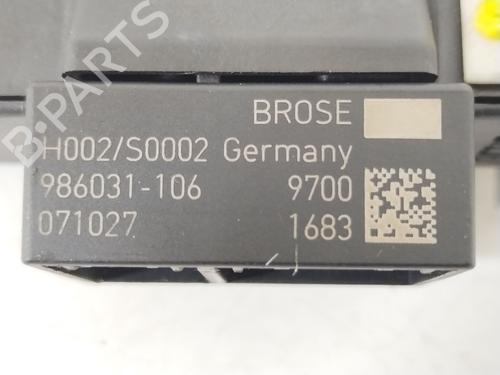 BROSE
H002/S0002 Germany
986031-106 9700
071027 1683
B-PARTS